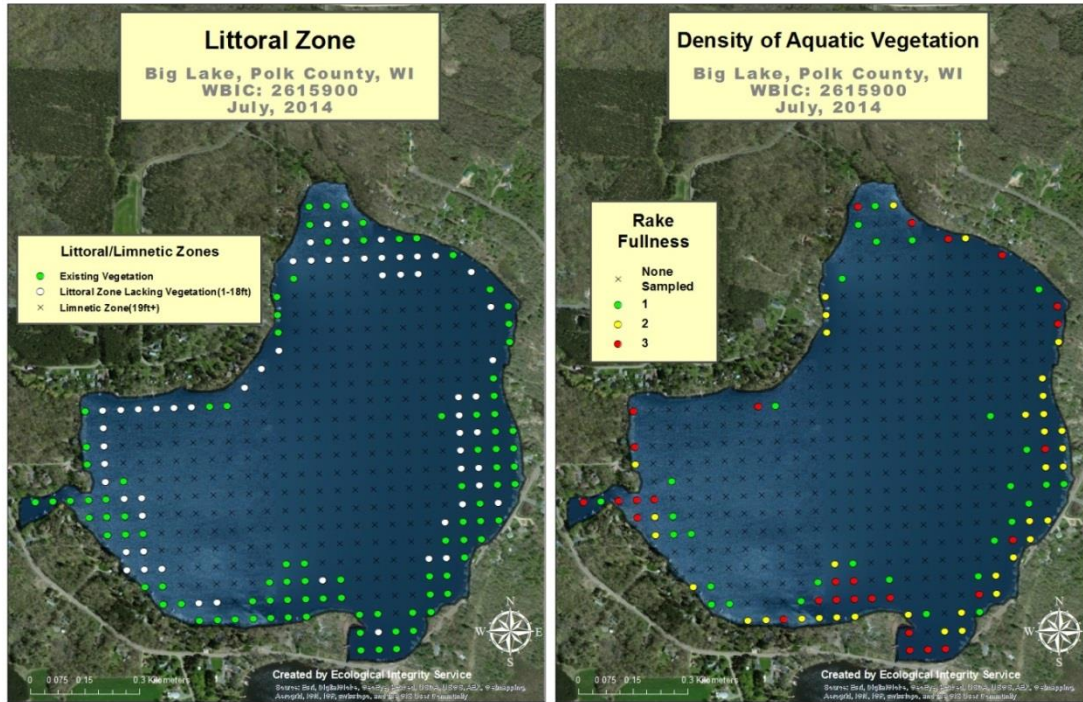 Littoral Zone
Big Lake, Polk County, WI
WBIC: 2615900
July, 2014
Littoral/Limnetic Zones
Existing Vegetation
Littoral Zone Lacking Vegetation(1-18ft)
Limnetic Zone(19ft+)
N
W E
S
0 0.075 0.15 0.3 Kilometers
Created by Ecological Integrity Service
Density of Aquatic Vegetation
Big Lake, Polk County, WI
WBIC: 2615900
July, 2014
Rake
Fullness
None
Sampled
1
2
3
N
W E
S
0 0.075 0.15 0.3 Kilometers
Created by Ecological Integrity Service